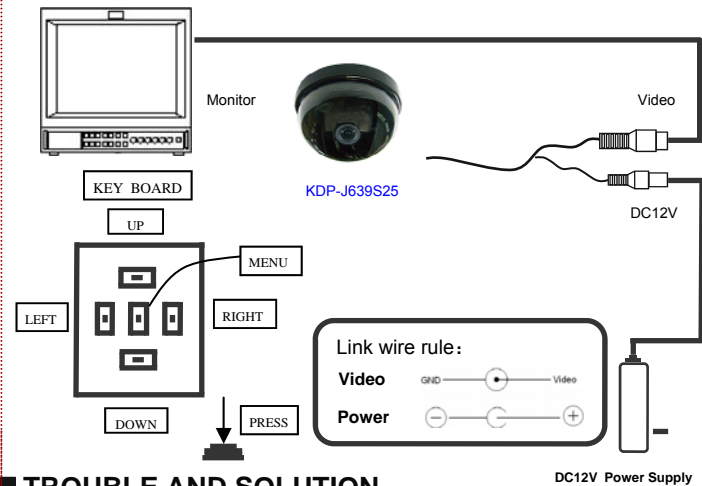 Monitor
Video
KDP-J639S25
DC12V
KEY BOARD
UP
MENU
LEFT
RIGHT
DOWN
PRESS
Link wire rule：
Video GND Video
Power − +
DC12V Power Supply
TROUBLE AND SOLUTION